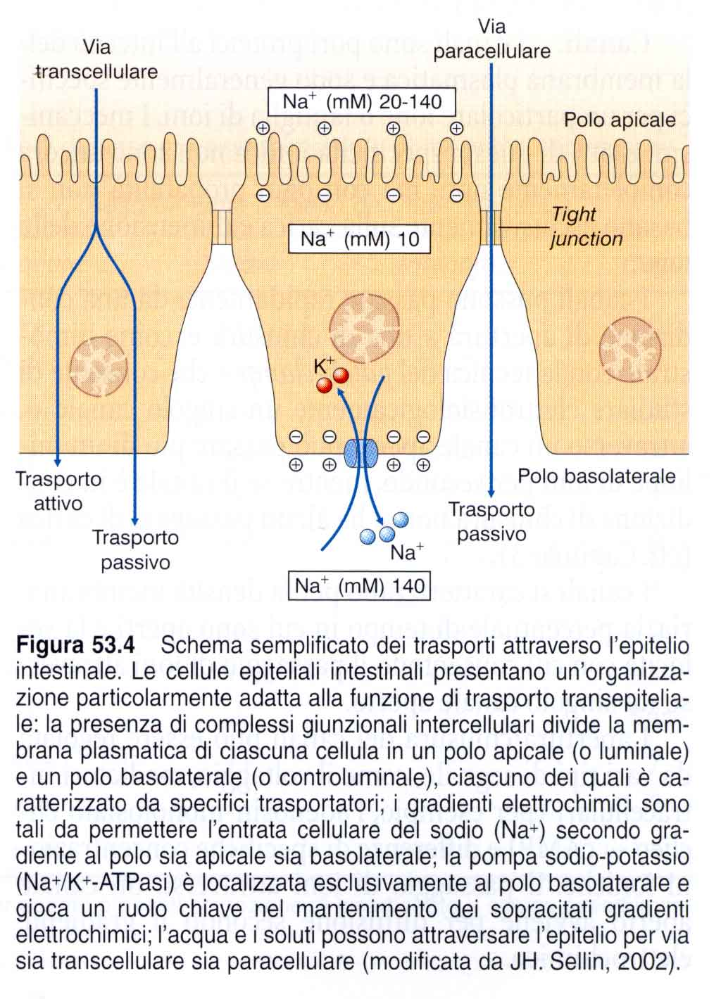 Via
transcellulare
Via
paracellulare
Na⁺ (mM) 20-140
Polo apicale
Na⁺ (mM) 10
Tight
junction
K⁺
Trasporto
attivo
Trasporto
passivo
Na⁺
Polo basolaterale
Trasporto
passivo
Na⁺ (mM) 140
Figura 53.4 Schema semplificato dei trasporti attraverso l'epitelio
intestinale. Le cellule epiteliali intestinali presentano un'organizza-
zione particolarmente adatta alla funzione di trasporto transepitelia-
le: la presenza di complessi giunzionali intercellulari divide la mem-
brana plasmatica di ciascuna cellula in un polo apicale (o luminale)
e un polo basolaterale (o controluminale), ciascuno dei quali è ca-
ratterizzato da specifici trasportatori; i gradienti elettrochimici sono
tali da permettere l'entrata cellulare del sodio (Na+) secondo gra-
diente al polo sia apicale sia basolaterale; la pompa sodio-potassio
(Na+/K+-ATPasi) è localizzata esclusivamente al polo basolaterale e
gioca un ruolo chiave nel mantenimento dei sopracitati gradienti
elettrochimici; l'acqua e i soluti possono attraversare l'epitelio per via
sia transcellulare sia paracellulare (modificata da JH. Sellin, 2002).